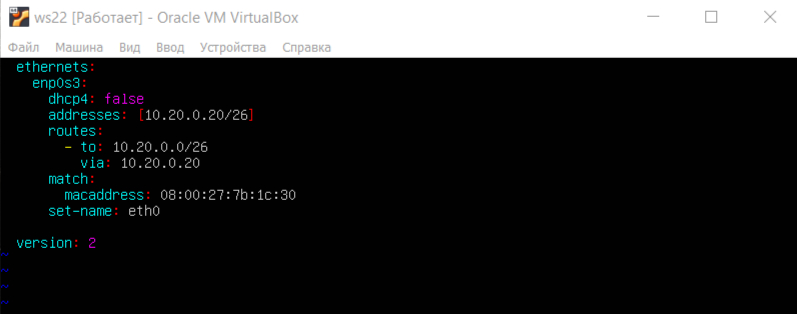 ws22 [Работает] - Oracle VM VirtualBox
Файл Машина Вид Ввод Устройства Справка
ethernets:
  enp0s3:
    dhcp4: false
    addresses: [10.20.0.20/26]
    routes:
      - to: 10.20.0.0/26
        via: 10.20.0.20
    match:
      macaddress: 08:00:27:7b:1c:30
    set-name: eth0
version: 2
~
~
~
~